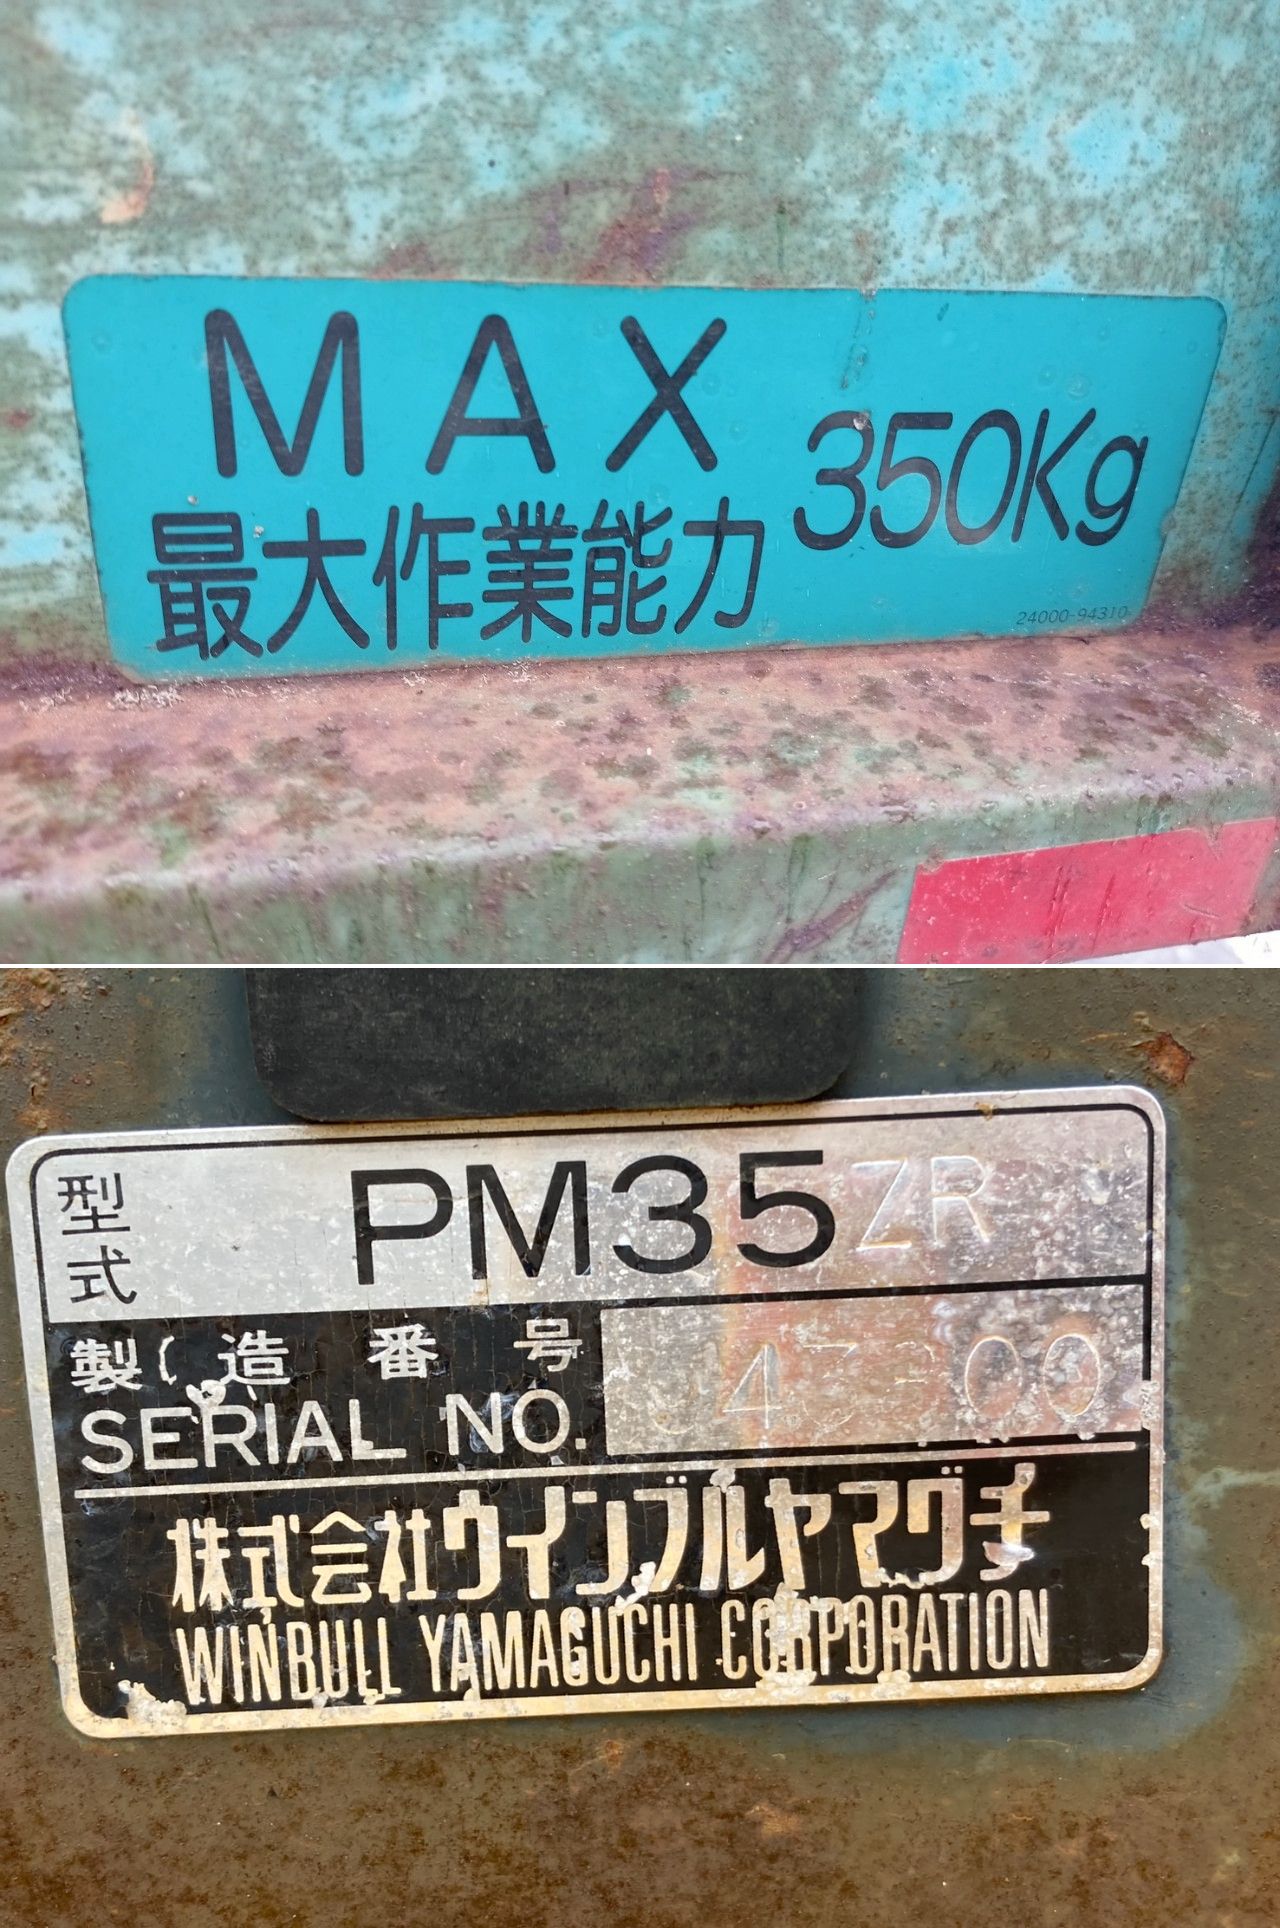 MAX
最大作業能力 350Kg
24000-94310
型式 PM35ZR
製造番号
SERIAL NO.
株式会社ウインブルヤマグチ
WINBULL YAMAGUCHI CORPORATION